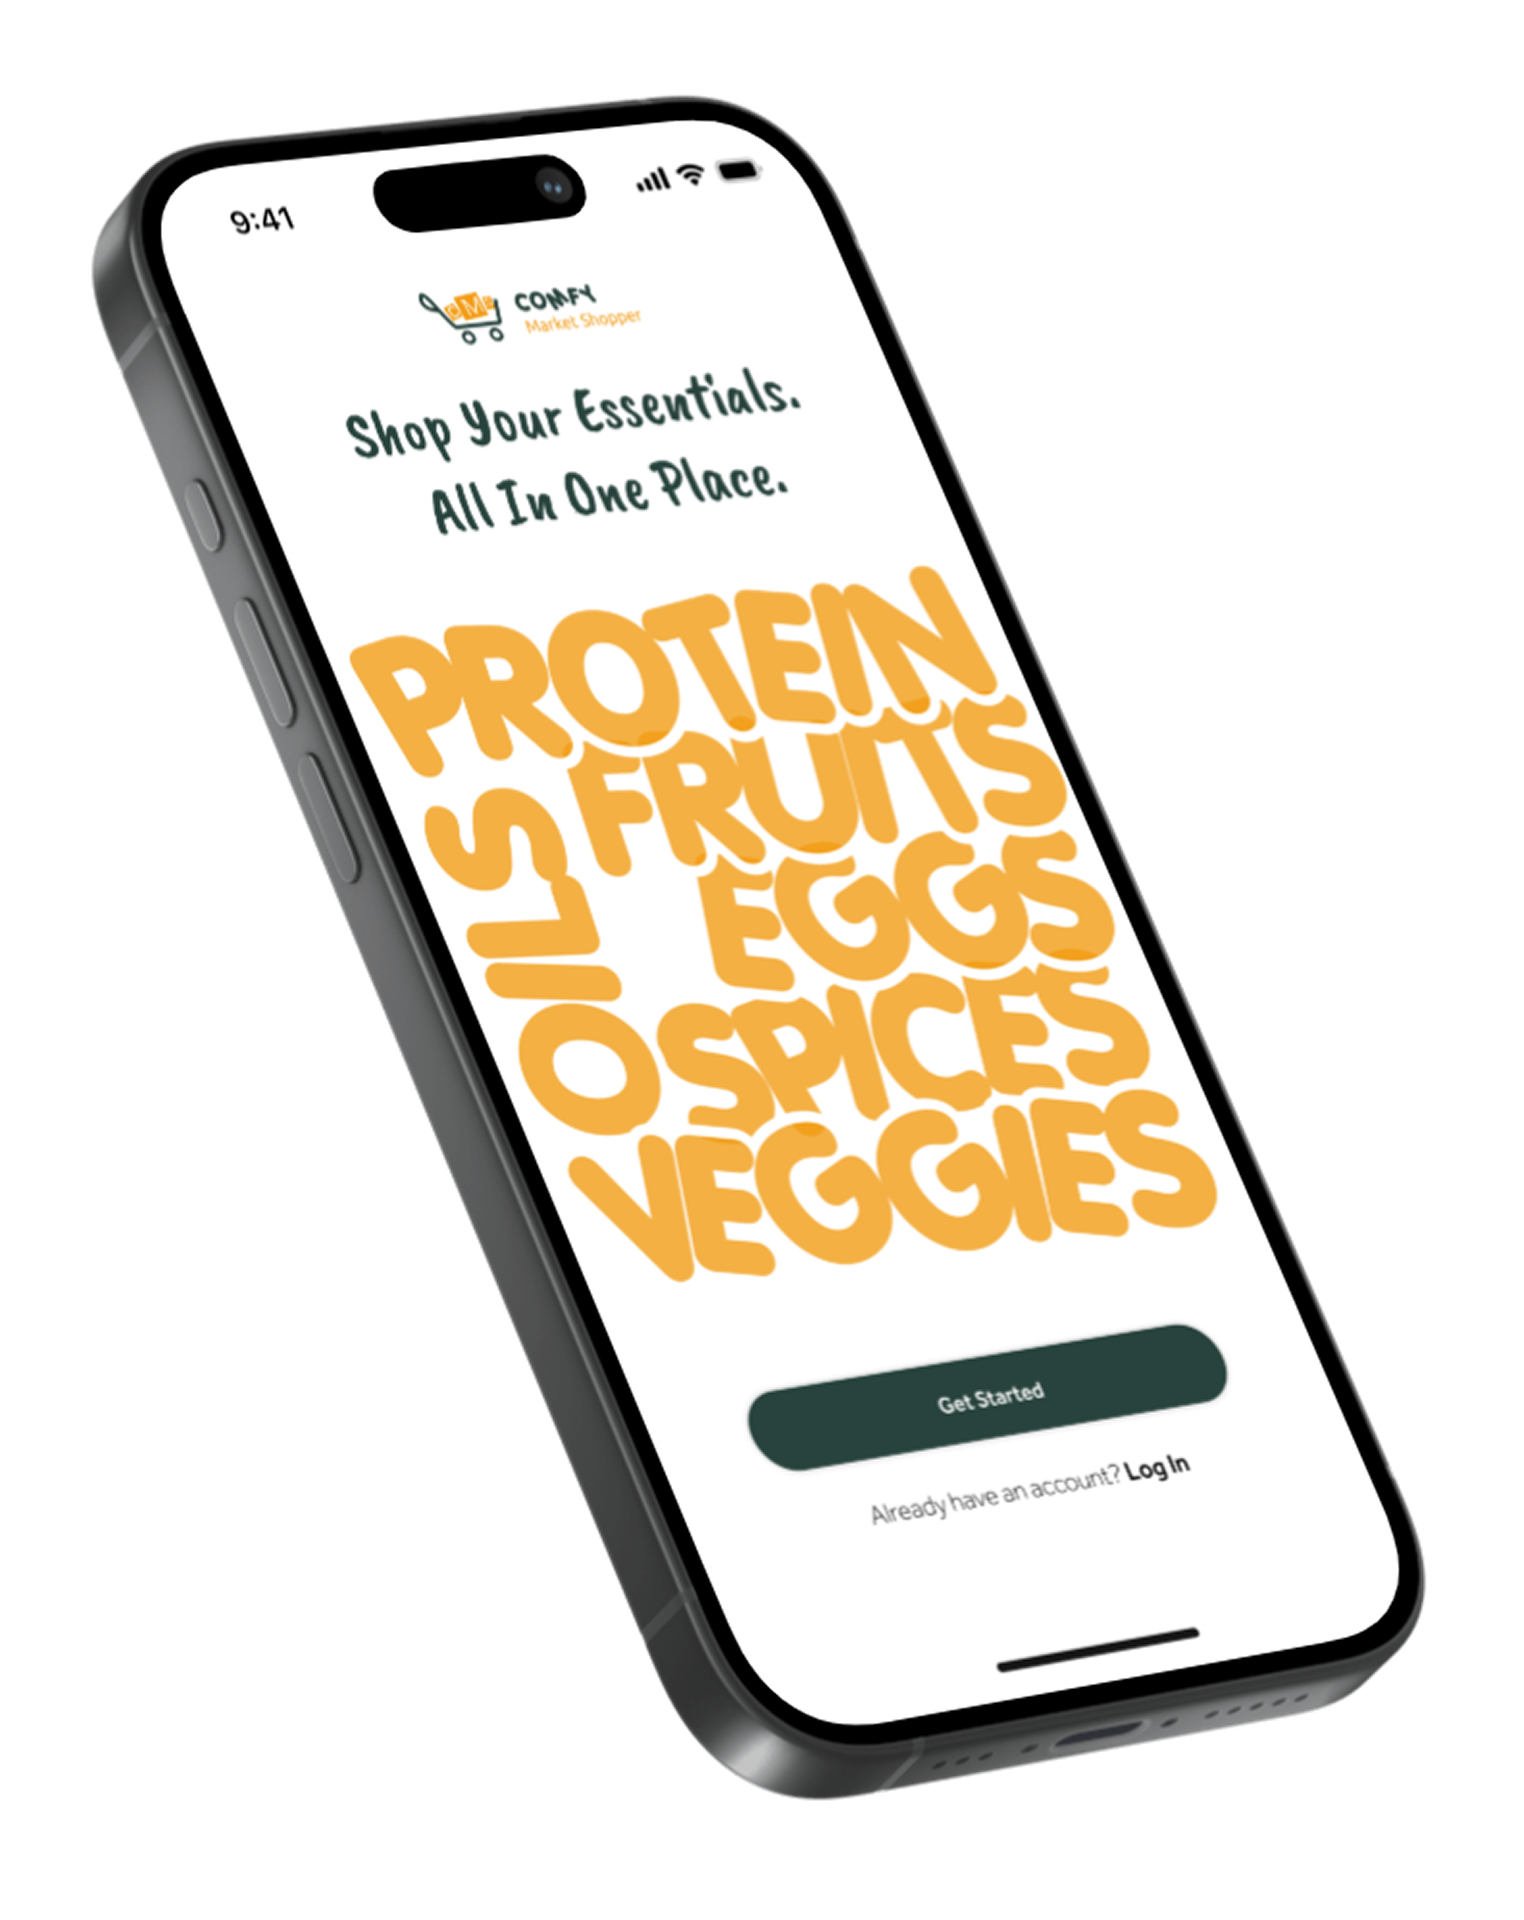 9:41
CMS
COMFY
Market Shopper
Shop Your Essentials.
All In One Place.
PROTEIN
FRUITS
OILS
EGGS
SPICES
VEGGIES
Get Started
Already have an account? Log In